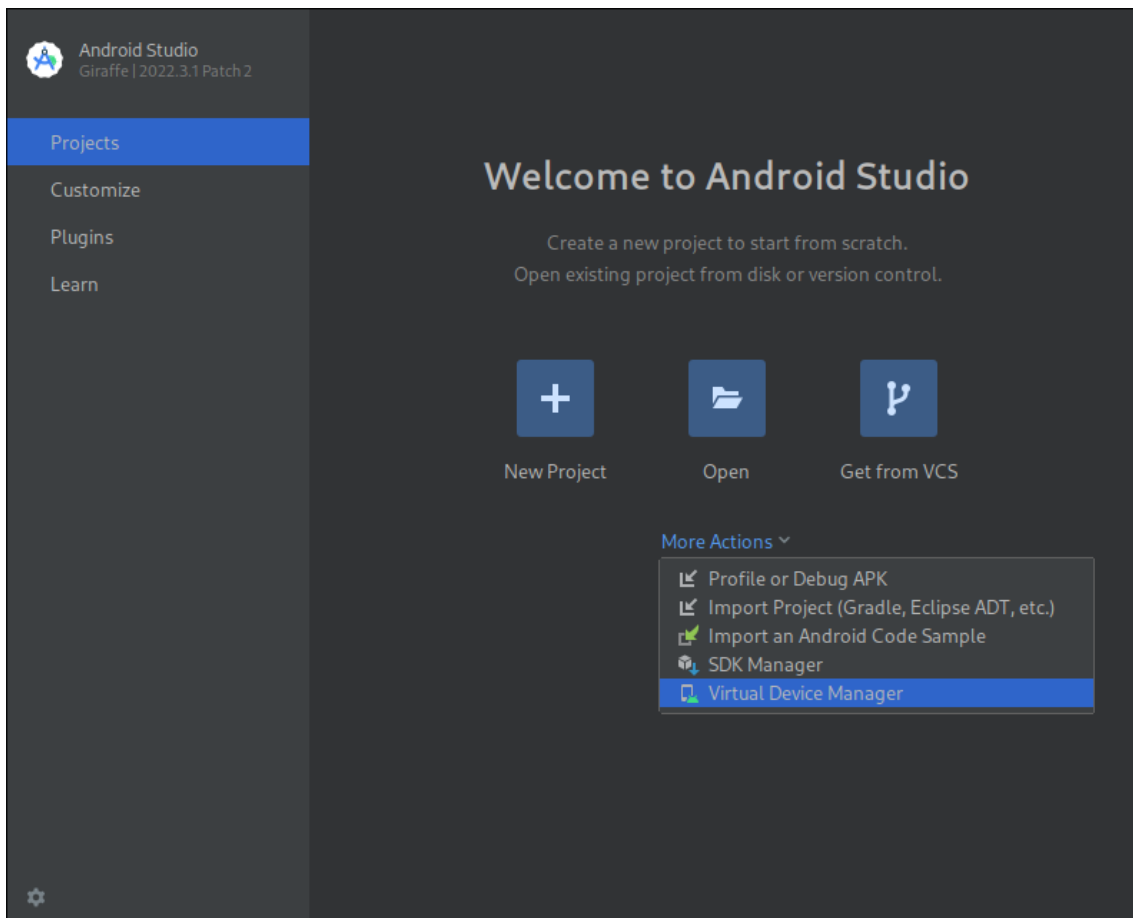 Android Studio
Giraffe | 2022.3.1 Patch 2
Projects
Customize
Plugins
Learn
Welcome to Android Studio
Create a new project to start from scratch.
Open existing project from disk or version control.
New Project
Open
Get from VCS
More Actions
Profile or Debug APK
Import Project (Gradle, Eclipse ADT, etc.)
Import an Android Code Sample
SDK Manager
Virtual Device Manager